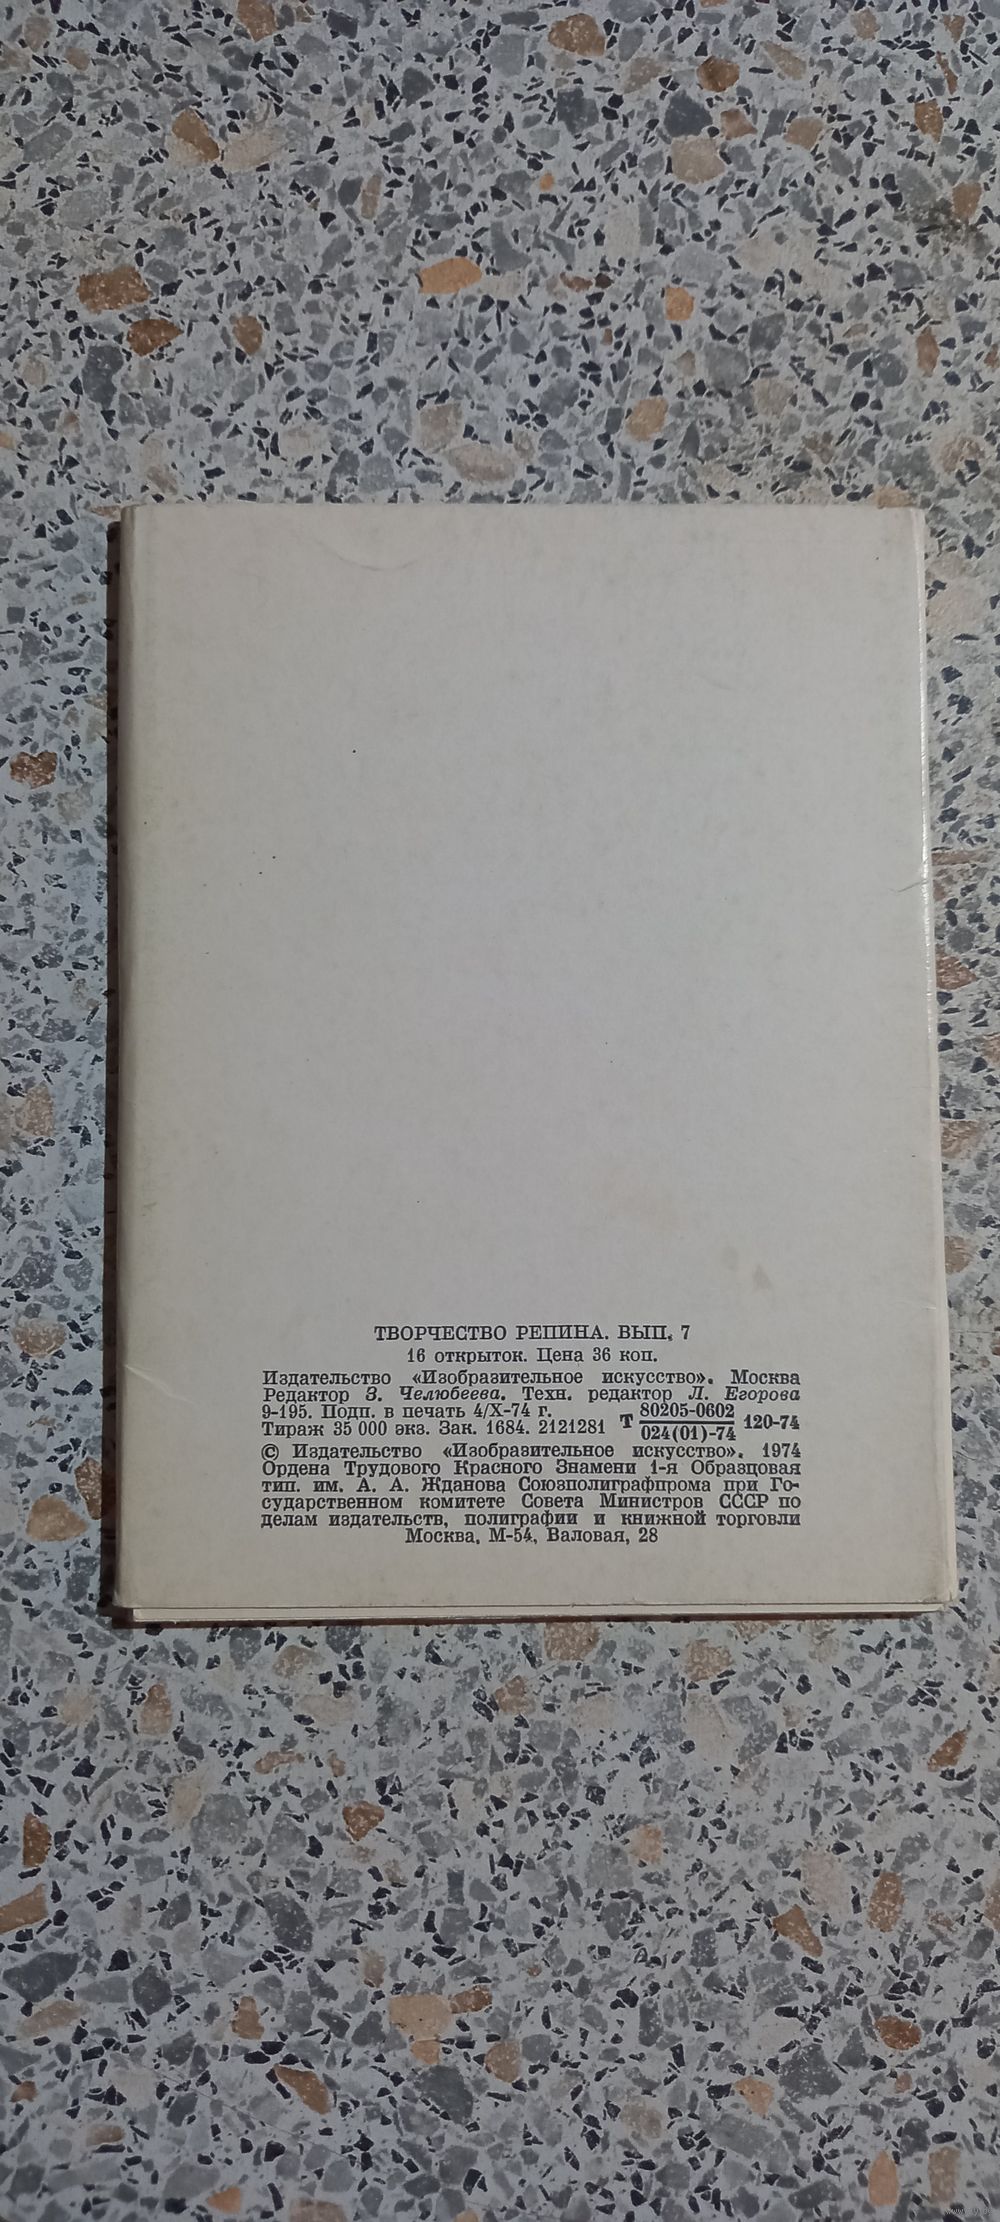 ТВОРЧЕСТВО РЕПИНА. ВЫП. 7
16 открыток. Цена 36 коп.
Издательство «Изобразительное искусство». Москва
Редактор З. Челюбеева. Техн. редактор Л. Егорова
9-195. Подп. в печать 4/X-74 г.
Тираж 35 000 экз. Зак. 1684. 2121281 Т 80205-0602 120-74
024(01)-74
© Издательство «Изобразительное искусство». 1974
Ордена Трудового Красного Знамени 1-я Образцовая
тип. им. А. А. Жданова Союзполиграфпрома при Го-
сударственном комитете Совета Министров СССР по
делам издательств, полиграфии и книжной торговли
Москва, М-54, Валовая, 28